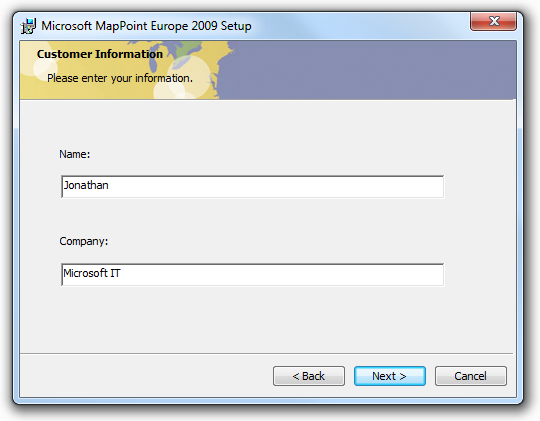 Microsoft MapPoint Europe 2009 Setup
Customer Information
Please enter your information.
Name:
Jonathan
Company:
Microsoft IT
< Back
Next >
Cancel